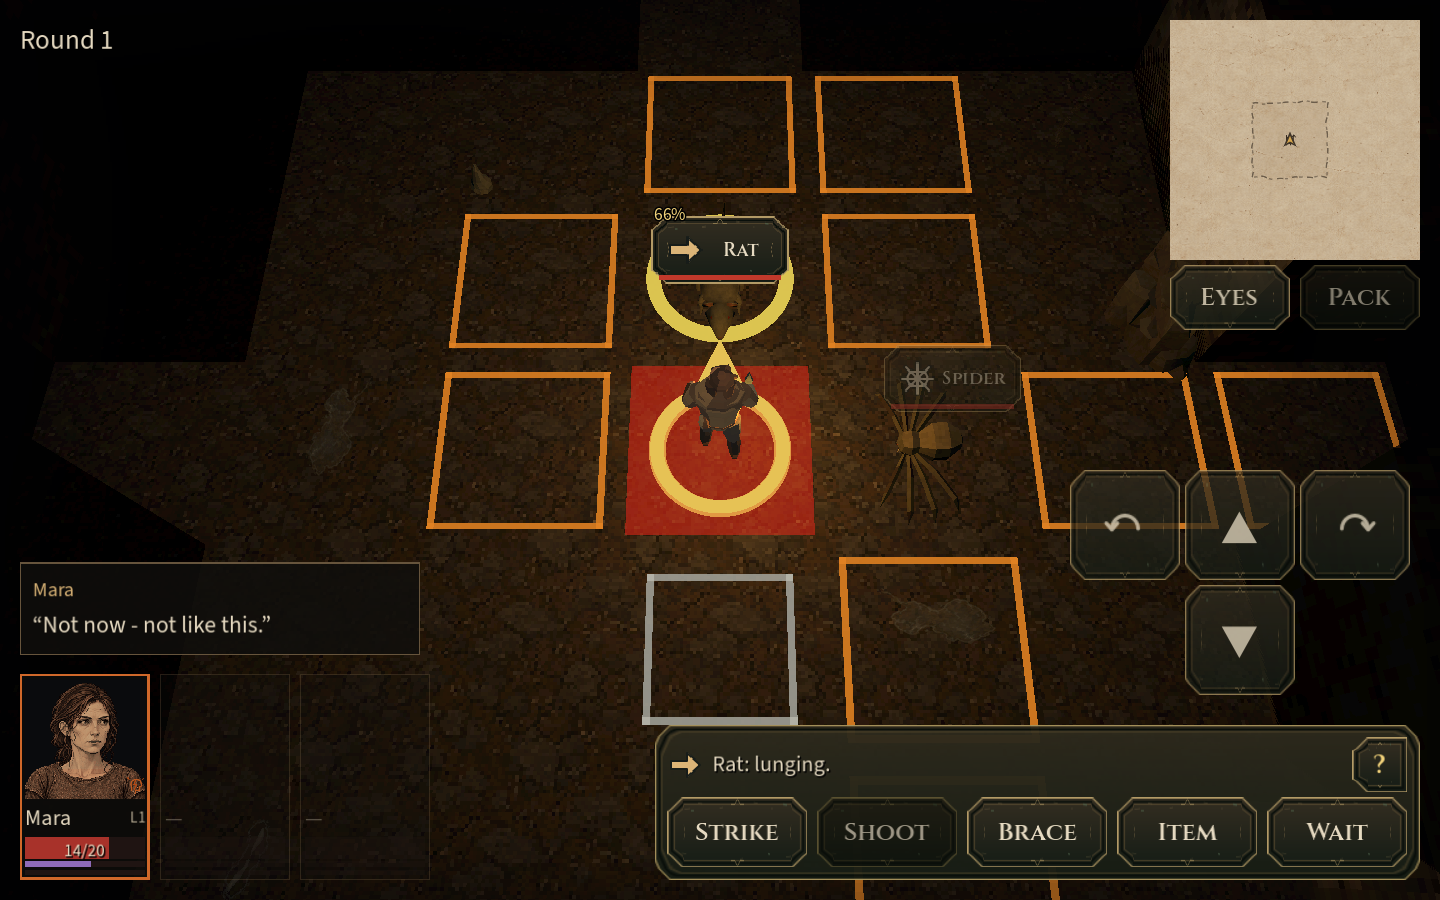 Round 1
66%
Rat
Spider
Eyes
Pack
Mara
“Not now - not like this.”
Mara L1
14/20
—
—
Rat: lunging.
?
Strike
Shoot
Brace
Item
Wait